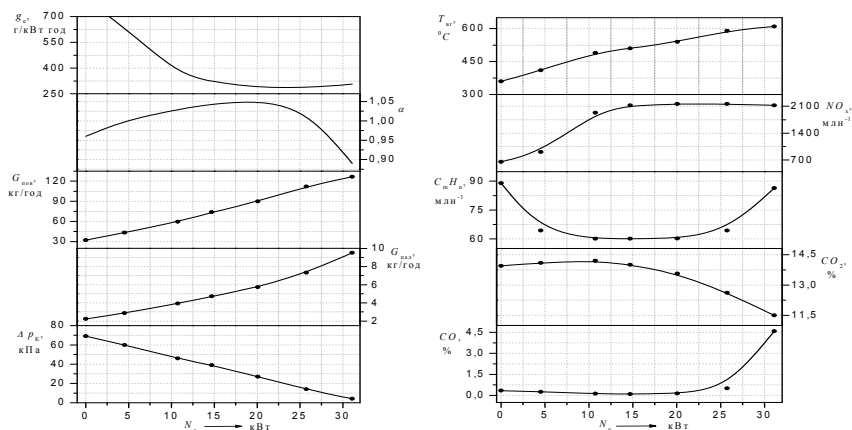 g_e,
г/кВт год
700
550
400
250
1,05
α
1,00
0,95
0,90
G_пов,
кг/год
120
90
60
30
10
G_пал,
кг/год
8
6
4
2
Δ p_К,
кПа
80
60
40
20
0
0 5 10 15 20 25 30
N_e кВт
T_вг,
⁰C
600
450
300
2100
NO_x,
млн⁻¹
1400
700
C_mH_n,
млн⁻¹
90
75
60
14,5
CO_2,
%
13,0
11,5
CO,
%
4,5
3,0
1,5
0,0
0 5 10 15 20 25 30
N_e кВт